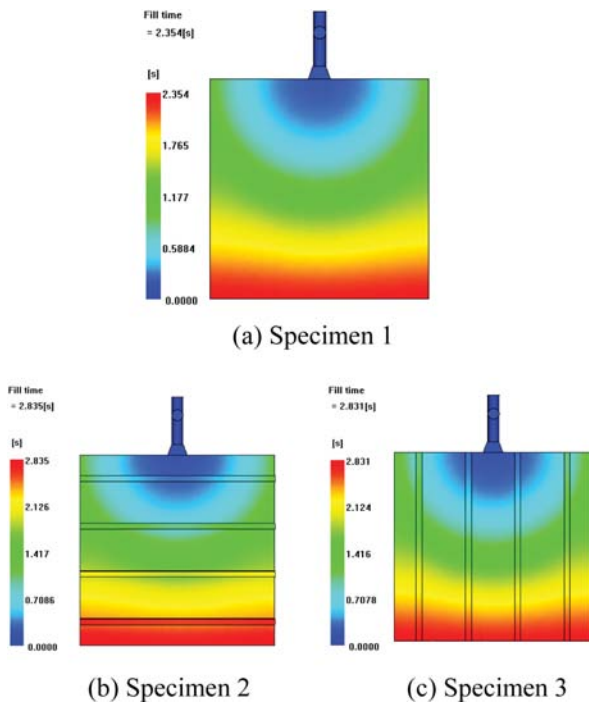 Fill time
= 2.354[s]
[s]
2.354
1.765
1.177
0.5884
0.0000
(a) Specimen 1
Fill time
= 2.835[s]
[s]
2.835
2.126
1.417
0.7086
0.0000
(b) Specimen 2
Fill time
= 2.831[s]
[s]
2.831
2.124
1.416
0.7078
0.0000
(c) Specimen 3